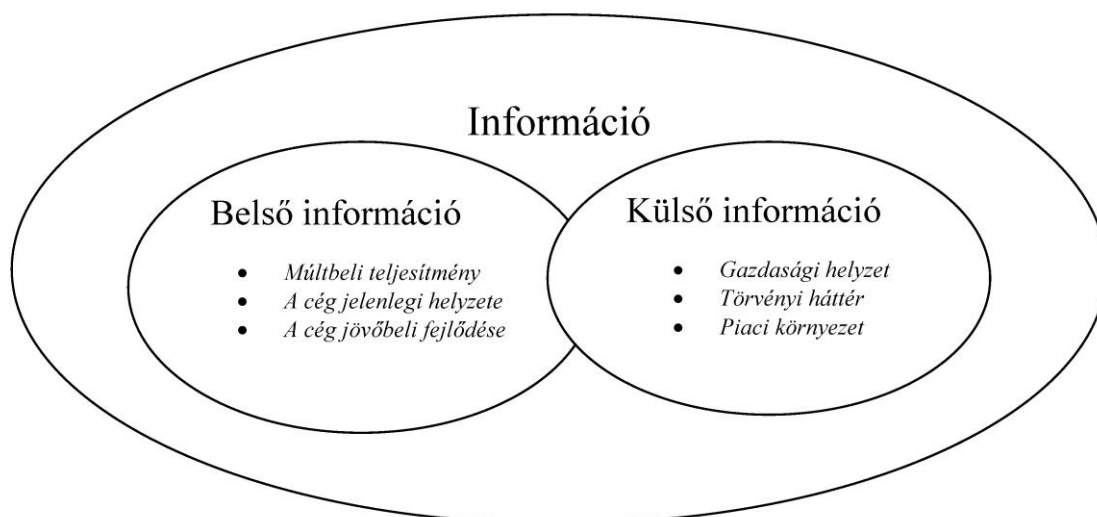 Információ
Belső információ
• Múltbeli teljesítmény
• A cég jelenlegi helyzete
• A cég jövőbeli fejlődése
Külső információ
• Gazdasági helyzet
• Törvényi háttér
• Piaci környezet